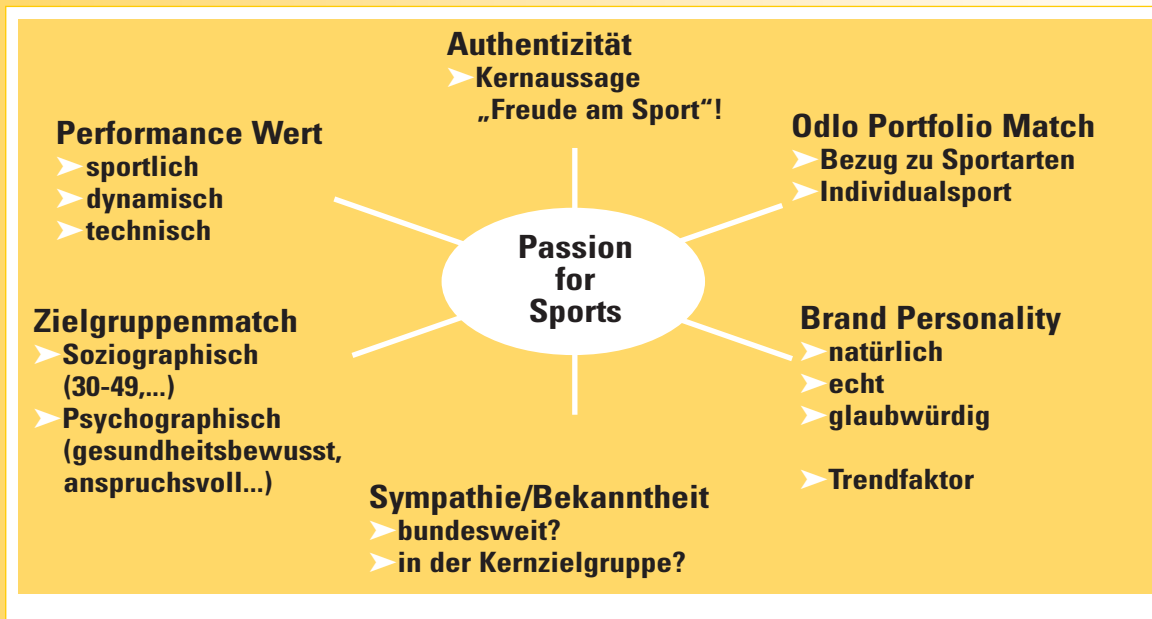 Authentizität
➤ Kernaussage
„Freude am Sport“!
Performance Wert
➤ sportlich
➤ dynamisch
➤ technisch
Odlo Portfolio Match
➤ Bezug zu Sportarten
➤ Individualsport
Passion
for
Sports
Zielgruppenmatch
➤ Soziographisch
(30-49,...)
➤ Psychographisch
(gesundheitsbewusst,
anspruchsvoll...)
Brand Personality
➤ natürlich
➤ echt
➤ glaubwürdig
➤ Trendfaktor
Sympathie/Bekanntheit
➤ bundesweit?
➤ in der Kernzielgruppe?